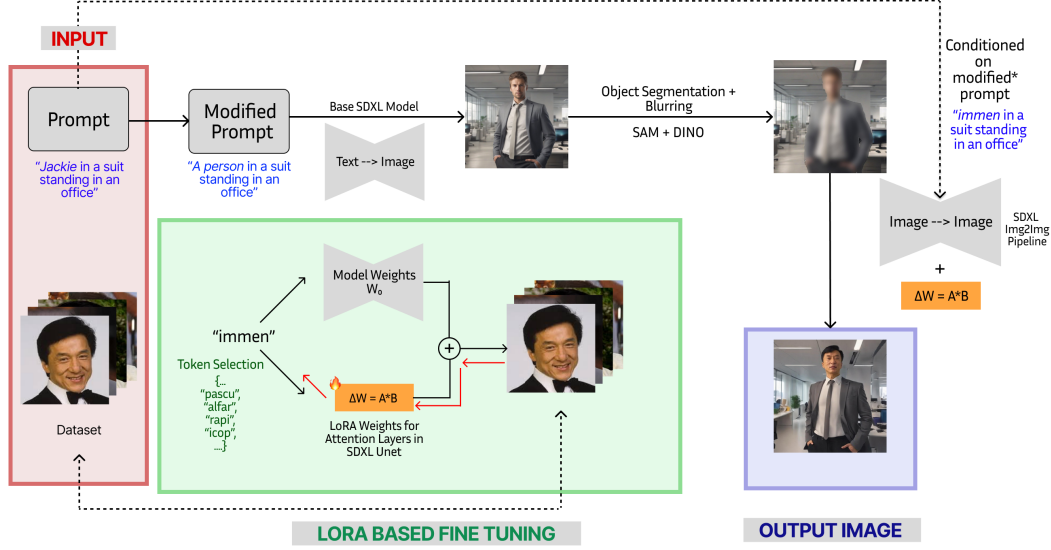 INPUT
Prompt
"Jackie in a suit
standing in an
office"
Modified
Prompt
"A person in a suit
standing in an
office"
Base SDXL Model
Text --> Image
Object Segmentation +
Blurring
SAM + DINO
Conditioned
on
modified*
prompt
"immen in a
suit standing
in an office"
Image --> Image
SDXL
Img2Img
Pipeline
+
ΔW = A*B
Dataset
"immen"
Token Selection
{...
"pascu",
"alfar",
"rapi",
"icop",
....}
Model Weights
W₀
+
ΔW = A*B
LoRA Weights for
Attention Layers in
SDXL Unet
LORA BASED FINE TUNING
OUTPUT IMAGE